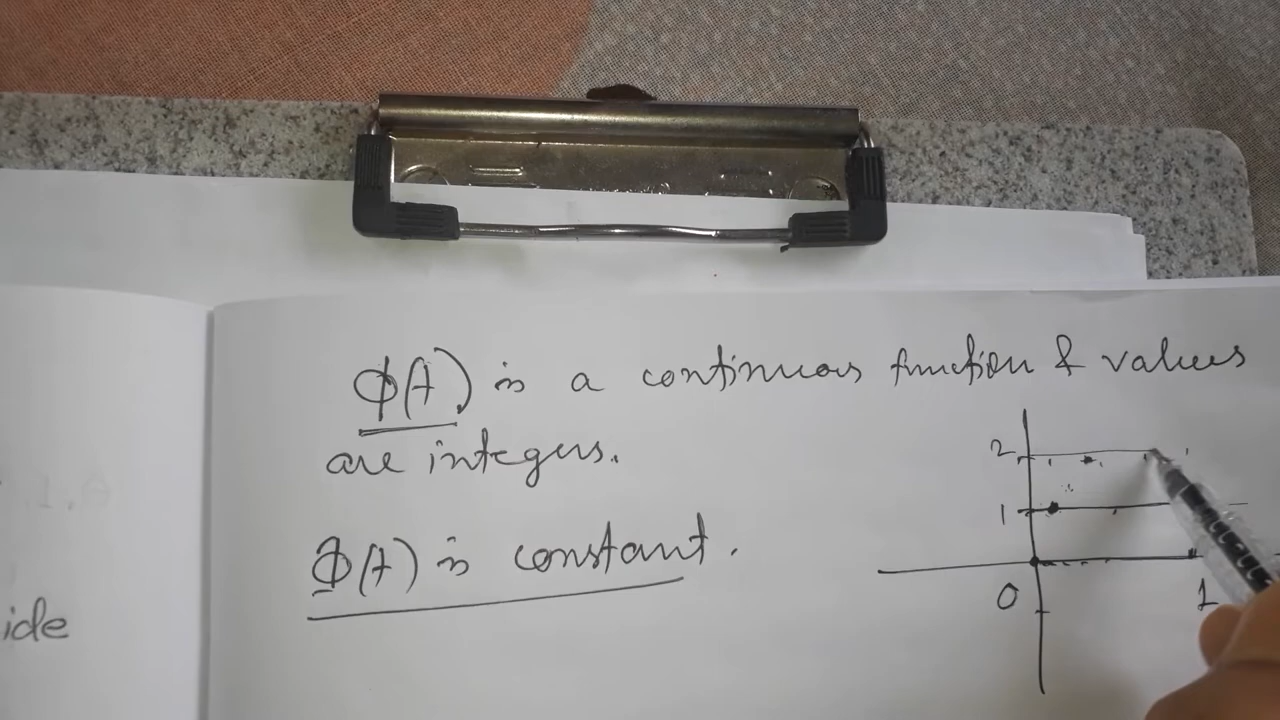 ϕ(t) is a continuous function & values
are integers.
Φ(t) is constant.
2
1
0
1
ide